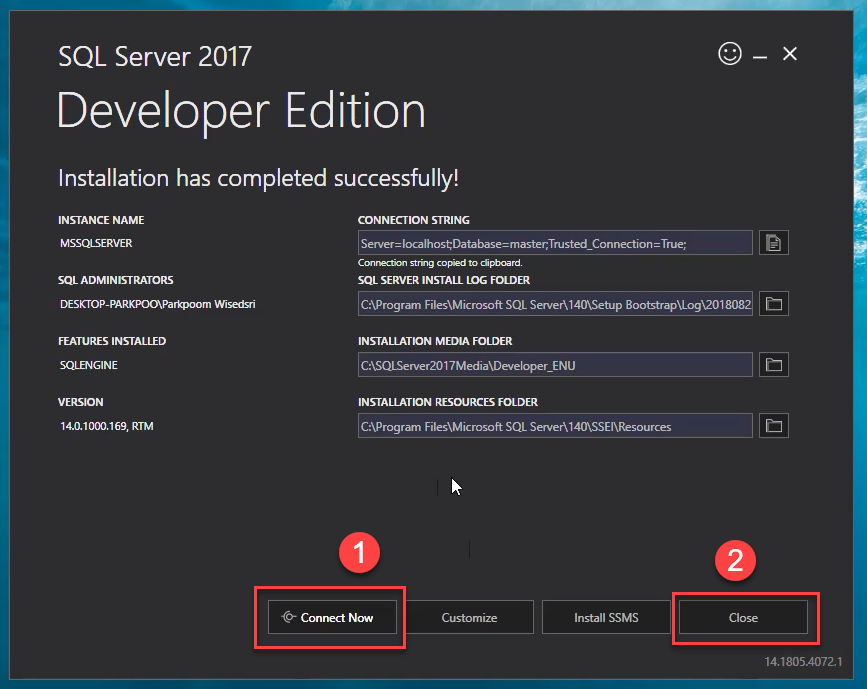 SQL Server 2017
Developer Edition
Installation has completed successfully!
INSTANCE NAME
MSSQLSERVER
CONNECTION STRING
Server=localhost;Database=master;Trusted_Connection=True;
Connection string copied to clipboard.
SQL ADMINISTRATORS
DESKTOP-PARKPOO\Parkpoom Wisedsri
SQL SERVER INSTALL LOG FOLDER
C:\Program Files\Microsoft SQL Server\140\Setup Bootstrap\Log\2018082
FEATURES INSTALLED
SQLENGINE
INSTALLATION MEDIA FOLDER
C:\SQLServer2017Media\Developer_ENU
VERSION
14.0.1000.169, RTM
INSTALLATION RESOURCES FOLDER
C:\Program Files\Microsoft SQL Server\140\SSEI\Resources
1
2
Connect Now
Customize
Install SSMS
Close
14.1805.4072.1